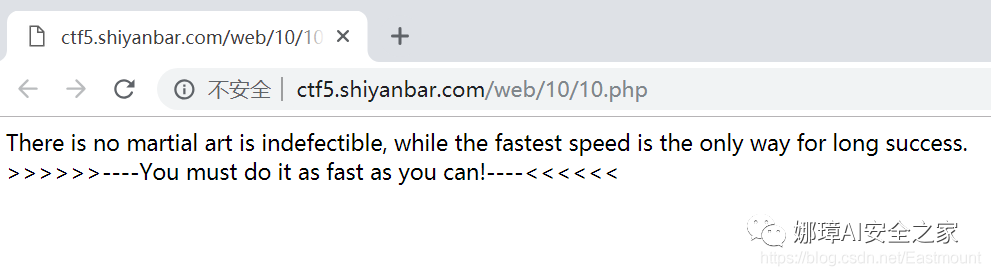 ctf5.shiyanbar.com/web/10/10
不安全 | ctf5.shiyanbar.com/web/10/10.php
There is no martial art is indefectible, while the fastest speed is the only way for long success.
>>>>>>----You must do it as fast as you can!----<<<<<<
娜璋AI安全之家
https://blog.csdn.net/Eastmount